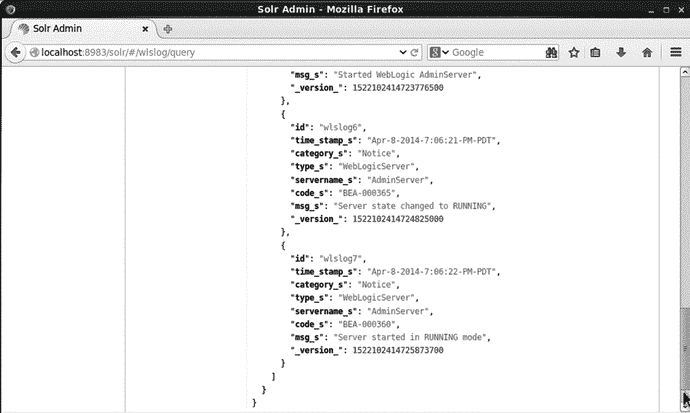 Solr Admin - Mozilla Firefox
Solr Admin
localhost:8983/solr/#/wlslog/query
Google
"msg_s": "Started WebLogic AdminServer",
"_version_": 1522102414723776500
},
{
"id": "wlslog6",
"time_stamp_s": "Apr-8-2014-7:06:21-PM-PDT",
"category_s": "Notice",
"type_s": "WebLogicServer",
"servername_s": "AdminServer",
"code_s": "BEA-000365",
"msg_s": "Server state changed to RUNNING",
"_version_": 1522102414724825000
},
{
"id": "wlslog7",
"time_stamp_s": "Apr-8-2014-7:06:22-PM-PDT",
"category_s": "Notice",
"type_s": "WebLogicServer",
"servername_s": "AdminServer",
"code_s": "BEA-000360",
"msg_s": "Server started in RUNNING mode",
"_version_": 1522102414725873700
}
]
}
}